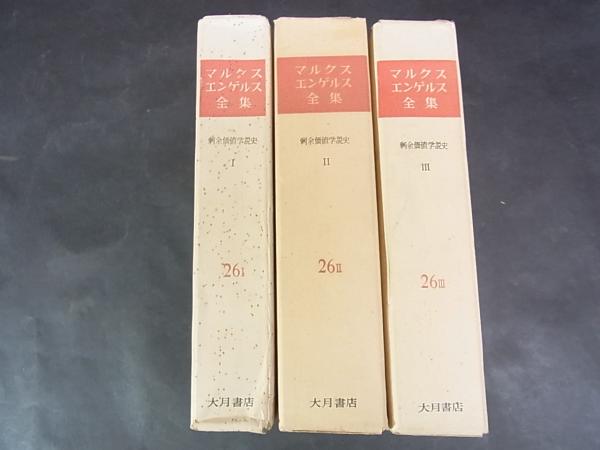 マルクス
エンゲルス
全集
剰余価値学説史
I
26I
大月書店
マルクス
エンゲルス
全集
剰余価値学説史
II
26II
大月書店
マルクス
エンゲルス
全集
剰余価値学説史
III
26III
大月書店